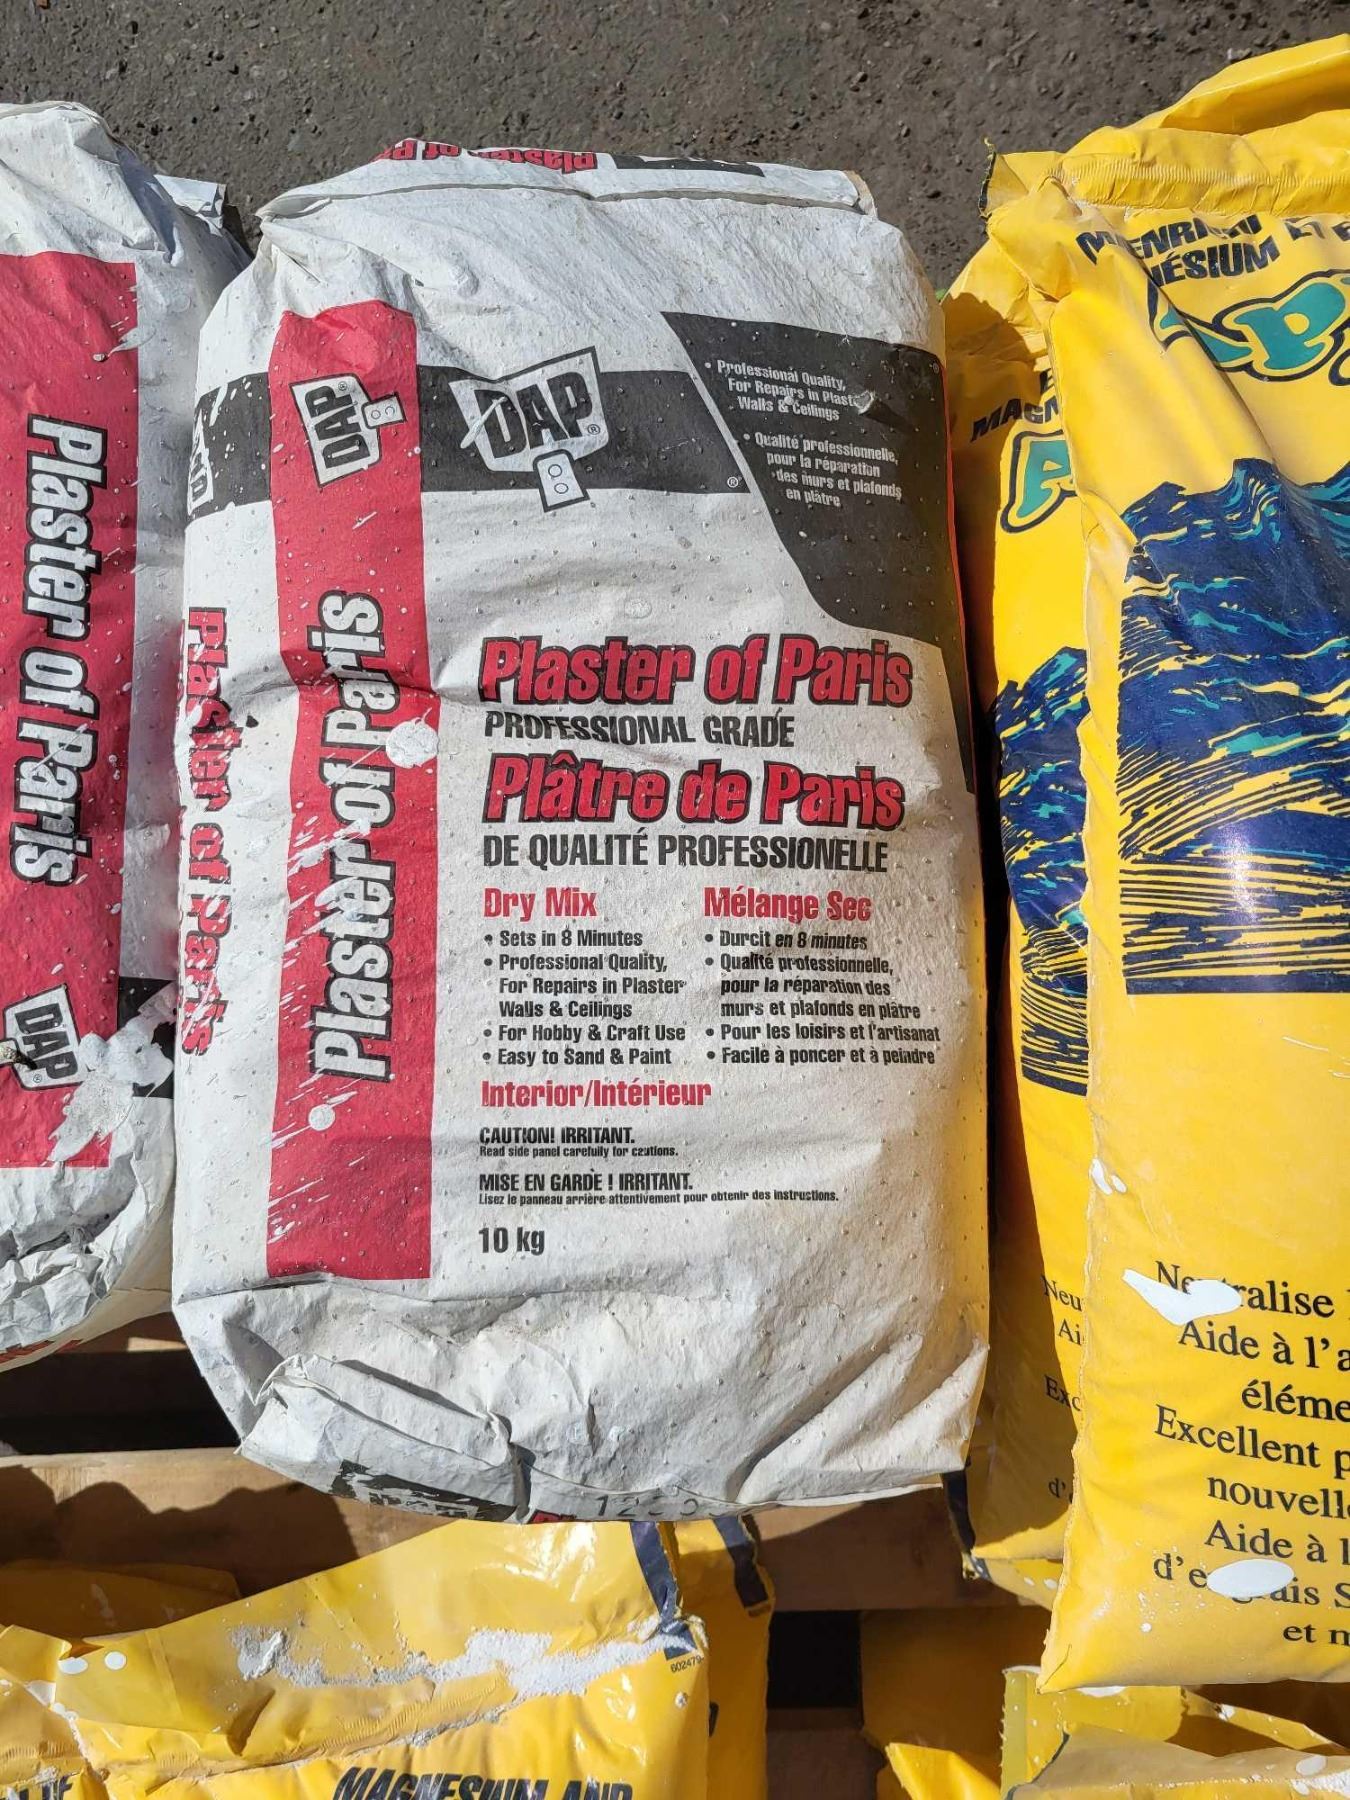 Plaster of Paris
DAP®
Plaster of Paris
DAP®
Plaster of Paris
Plaster of Paris
DAP®
• Professional Quality,
For Repairs in
Walls & Ceilings
• Qualité professionnelle,
pour la réparation
des murs et plafonds
en plâtre
Plaster of Paris
PROFESSIONAL GRADE
Plâtre de Paris
DE QUALITÉ PROFESSIONELLE
Dry Mix
• Sets in 8 Minutes
• Professional Quality,
For Repairs in Plaster
Walls & Ceilings
• For Hobby & Craft Use
• Easy to Sand & Paint
Mélange Sec
• Durcit en 8 minutes
• Qualité professionnelle,
pour la réparation des
murs et plafonds en plâtre
• Pour les loisirs et l'artisanat
• Facile à poncer et à peindre
Interior/Intérieur
CAUTION! IRRITANT.
Read side panel carefully for cautions.
MISE EN GARDE ! IRRITANT.
Lisez le panneau arrière attentivement pour obtenir des instructions.
10 kg
ET
Aide à
Excellent
Aide à
et
602479
MAGNESIUM AND